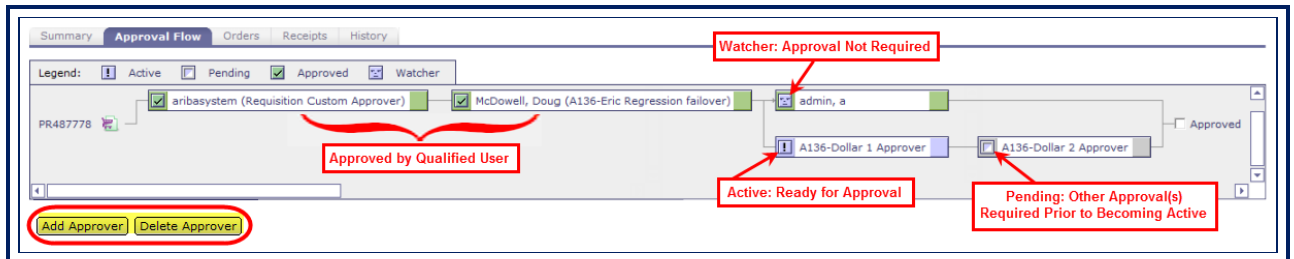 Summary Approval Flow Orders Receipts History
Watcher: Approval Not Required
Legend: Active Pending Approved Watcher
aribasystem (Requisition Custom Approver) McDowell, Doug (A136-Eric Regression failover) admin, a
PR487778 Approved
A136-Dollar 1 Approver A136-Dollar 2 Approver
Approved by Qualified User
Active: Ready for Approval
Pending: Other Approval(s)
Required Prior to Becoming Active
Add Approver Delete Approver